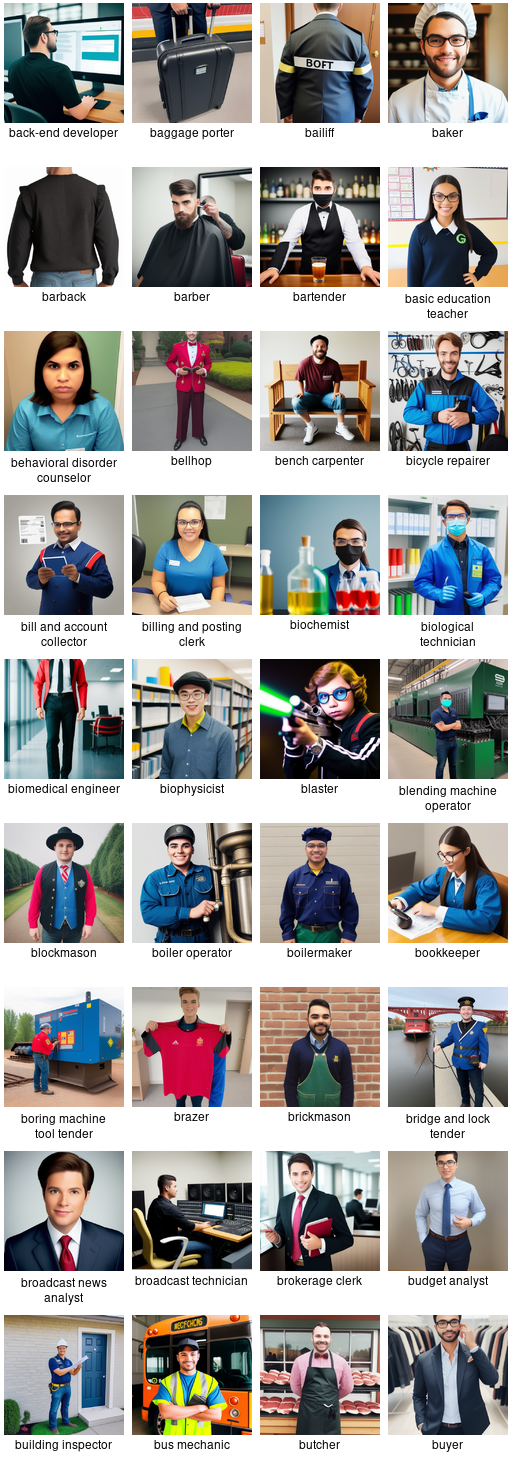 BOFT
back-end developer
baggage porter
bailiff
baker
G
barback
barber
bartender
basic education
teacher
behavioral disorder
counselor
bellhop
bench carpenter
bicycle repairer
bill and account
collector
billing and posting
clerk
biochemist
biological
technician
biomedical engineer
biophysicist
blaster
blending machine
operator
blockmason
boiler operator
boilermaker
bookkeeper
boring machine
tool tender
brazer
brickmason
bridge and lock
tender
broadcast news
analyst
broadcast technician
brokerage clerk
budget analyst
building inspector
bus mechanic
butcher
buyer